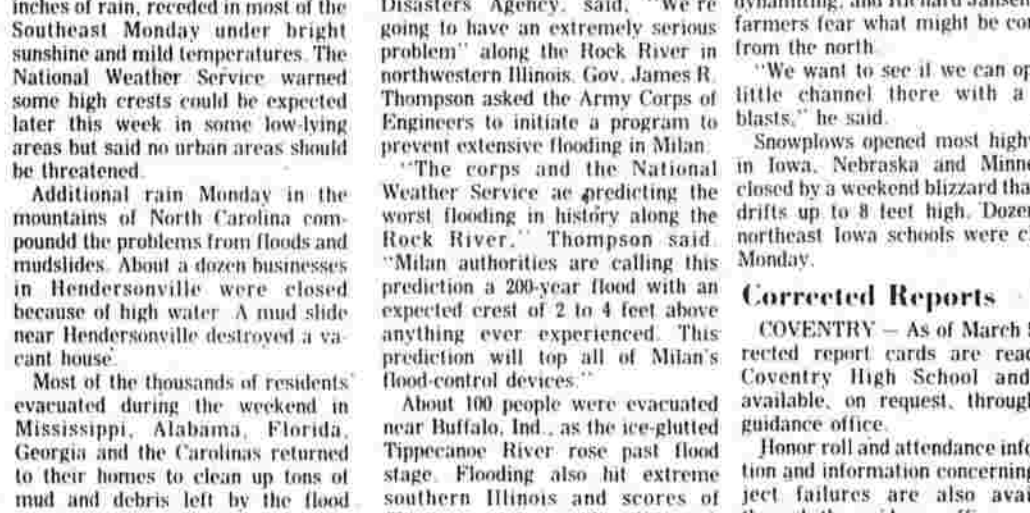 inches of rain, receded in most of the
Southeast Monday under bright
sunshine and mild temperatures. The
National Weather Service warned
some high crests could be expected
later this week in some low-lying
areas but said no urban areas should
be threatened.
Additional rain Monday in the
mountains of North Carolina com-
poundd the problems from floods and
mudslides. About a dozen businesses
in Hendersonville were closed
because of high water. A mud slide
near Hendersonville destroyed a va-
cant house.
Most of the thousands of residents
evacuated during the weekend in
Mississippi, Alabama, Florida,
Georgia and the Carolinas returned
to their homes to clean up tons of
mud and debris left by the flood
Disasters Agency, said, "We're
going to have an extremely serious
problem" along the Rock River in
northwestern Illinois. Gov. James R.
Thompson asked the Army Corps of
Engineers to initiate a program to
prevent extensive flooding in Milan.
"The corps and the National
Weather Service ae predicting the
worst flooding in history along the
Rock River," Thompson said.
"Milan authorities are calling this
prediction a 200-year flood with an
expected crest of 2 to 4 feet above
anything ever experienced. This
prediction will top all of Milan's
flood-control devices."
About 100 people were evacuated
near Buffalo, Ind., as the ice-glutted
Tippecanoe River rose past flood
stage. Flooding also hit extreme
southern Illinois and scores of
dynamiting, and
farmers fear what might be
from the north.
"We want to see if we can
little channel there with a
blasts," he said.
Snowplows opened most high
in Iowa, Nebraska and Minne
closed by a weekend blizzard tha
drifts up to 8 feet high. Dozen
northeast Iowa schools were c
Monday.
Corrected Reports
COVENTRY — As of March
rected report cards are read
Coventry High School and
available, on request, through
guidance office.
Honor roll and attendance info
tion and information concerning
ject failures are also avai